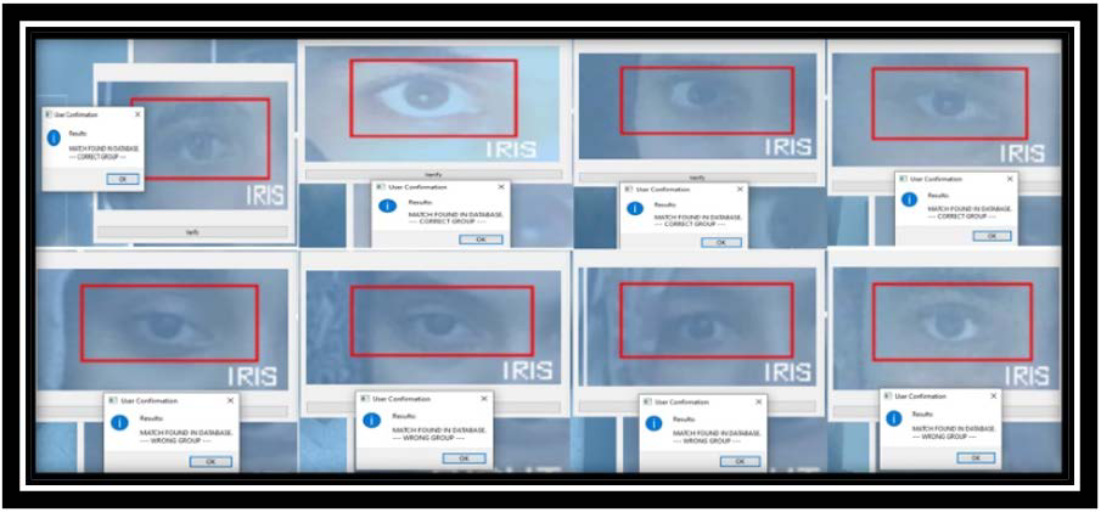 User Confirmation
Results:
MATCH FOUND IN DATABASE.
--- CORRECT GROUP ---
OK
IRIS
Verify
IRIS
Verify
User Confirmation
Results:
MATCH FOUND IN DATABASE.
--- CORRECT GROUP ---
OK
IRIS
Verify
User Confirmation
Results:
MATCH FOUND IN DATABASE.
--- CORRECT GROUP ---
OK
IRIS
User Confirmation
Results:
MATCH FOUND IN DATABASE.
--- CORRECT GROUP ---
OK
IRIS
User Confirmation
Results:
MATCH FOUND IN DATABASE.
--- WRONG GROUP ---
OK
IRIS
User Confirmation
Results:
MATCH FOUND IN DATABASE.
--- WRONG GROUP ---
OK
IRIS
User Confirmation
Results:
MATCH FOUND IN DATABASE.
--- WRONG GROUP ---
OK
IRIS
User Confirmation
Results:
MATCH FOUND IN DATABASE.
--- WRONG GROUP ---
OK